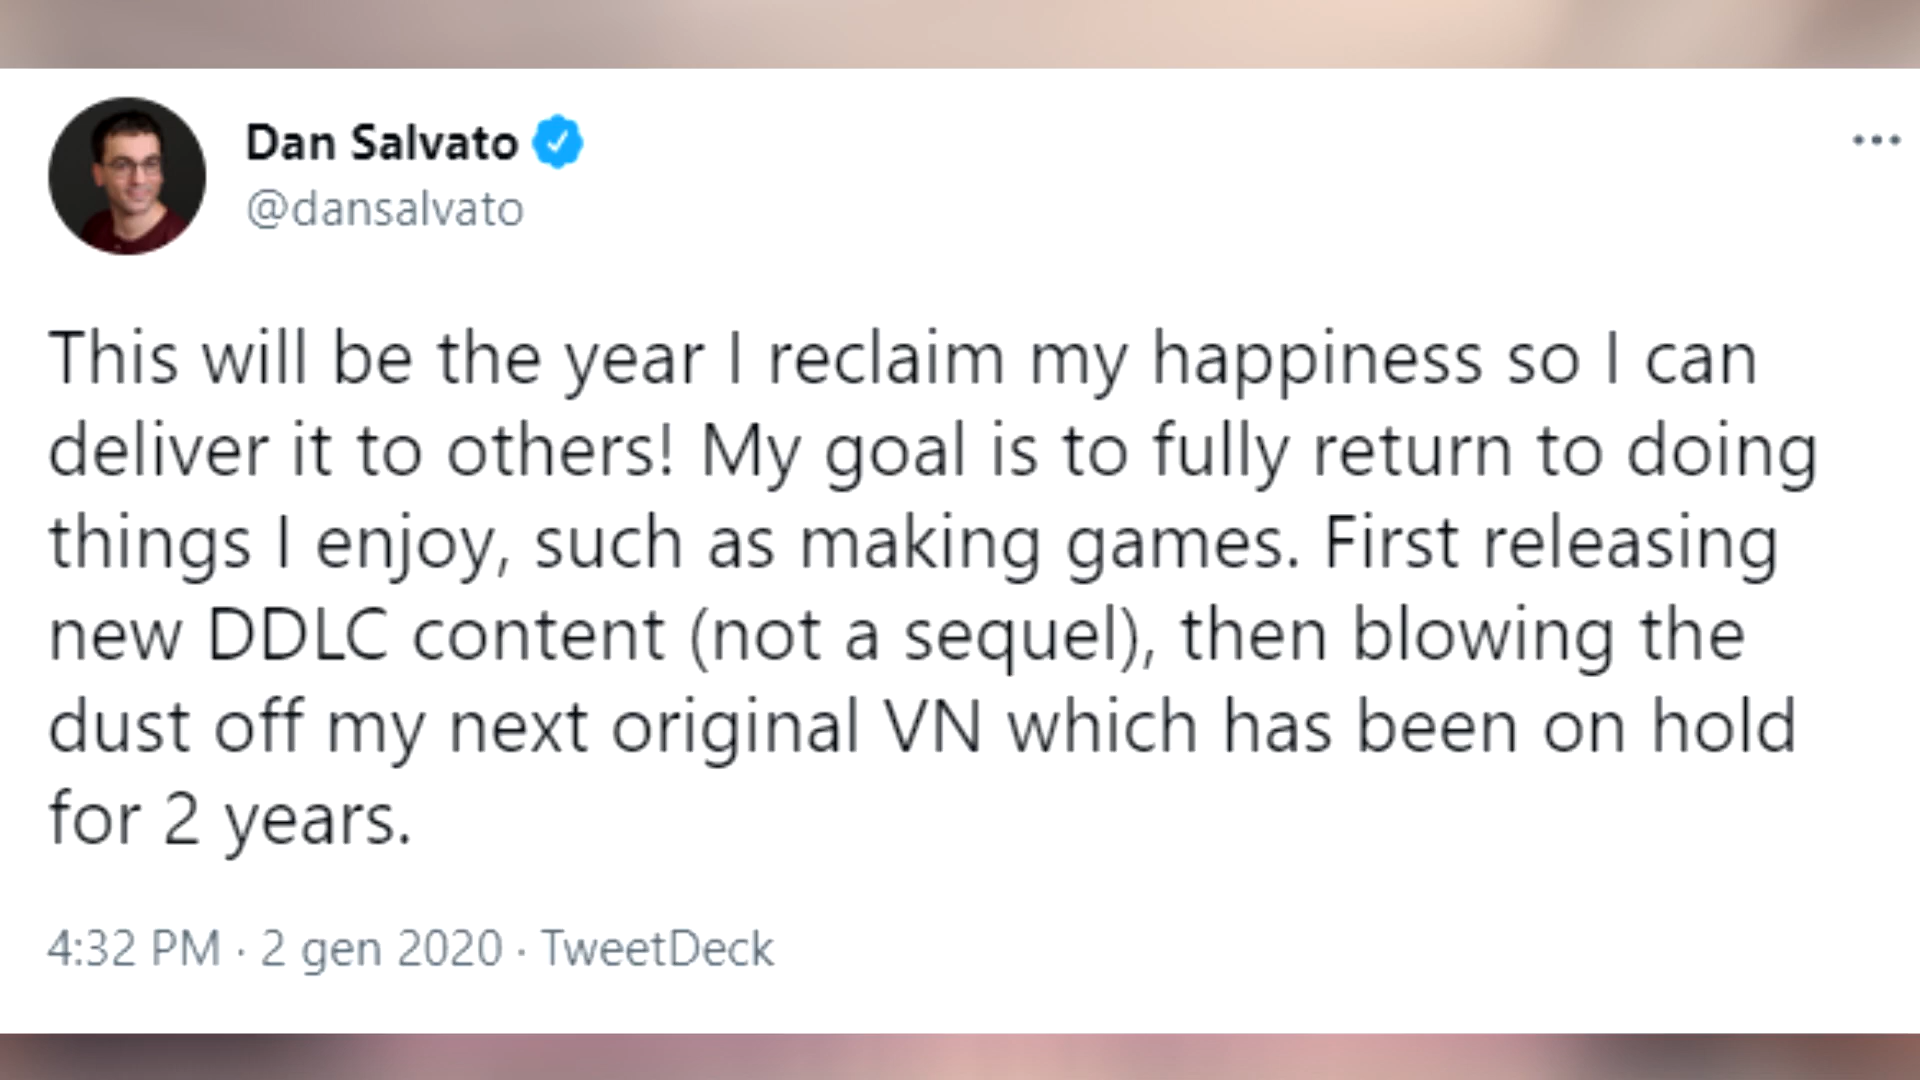 Dan Salvato
@dansalvato
This will be the year I reclaim my happiness so I can
deliver it to others! My goal is to fully return to doing
things I enjoy, such as making games. First releasing
new DDLC content (not a sequel), then blowing the
dust off my next original VN which has been on hold
for 2 years.
4:32 PM · 2 gen 2020 · TweetDeck